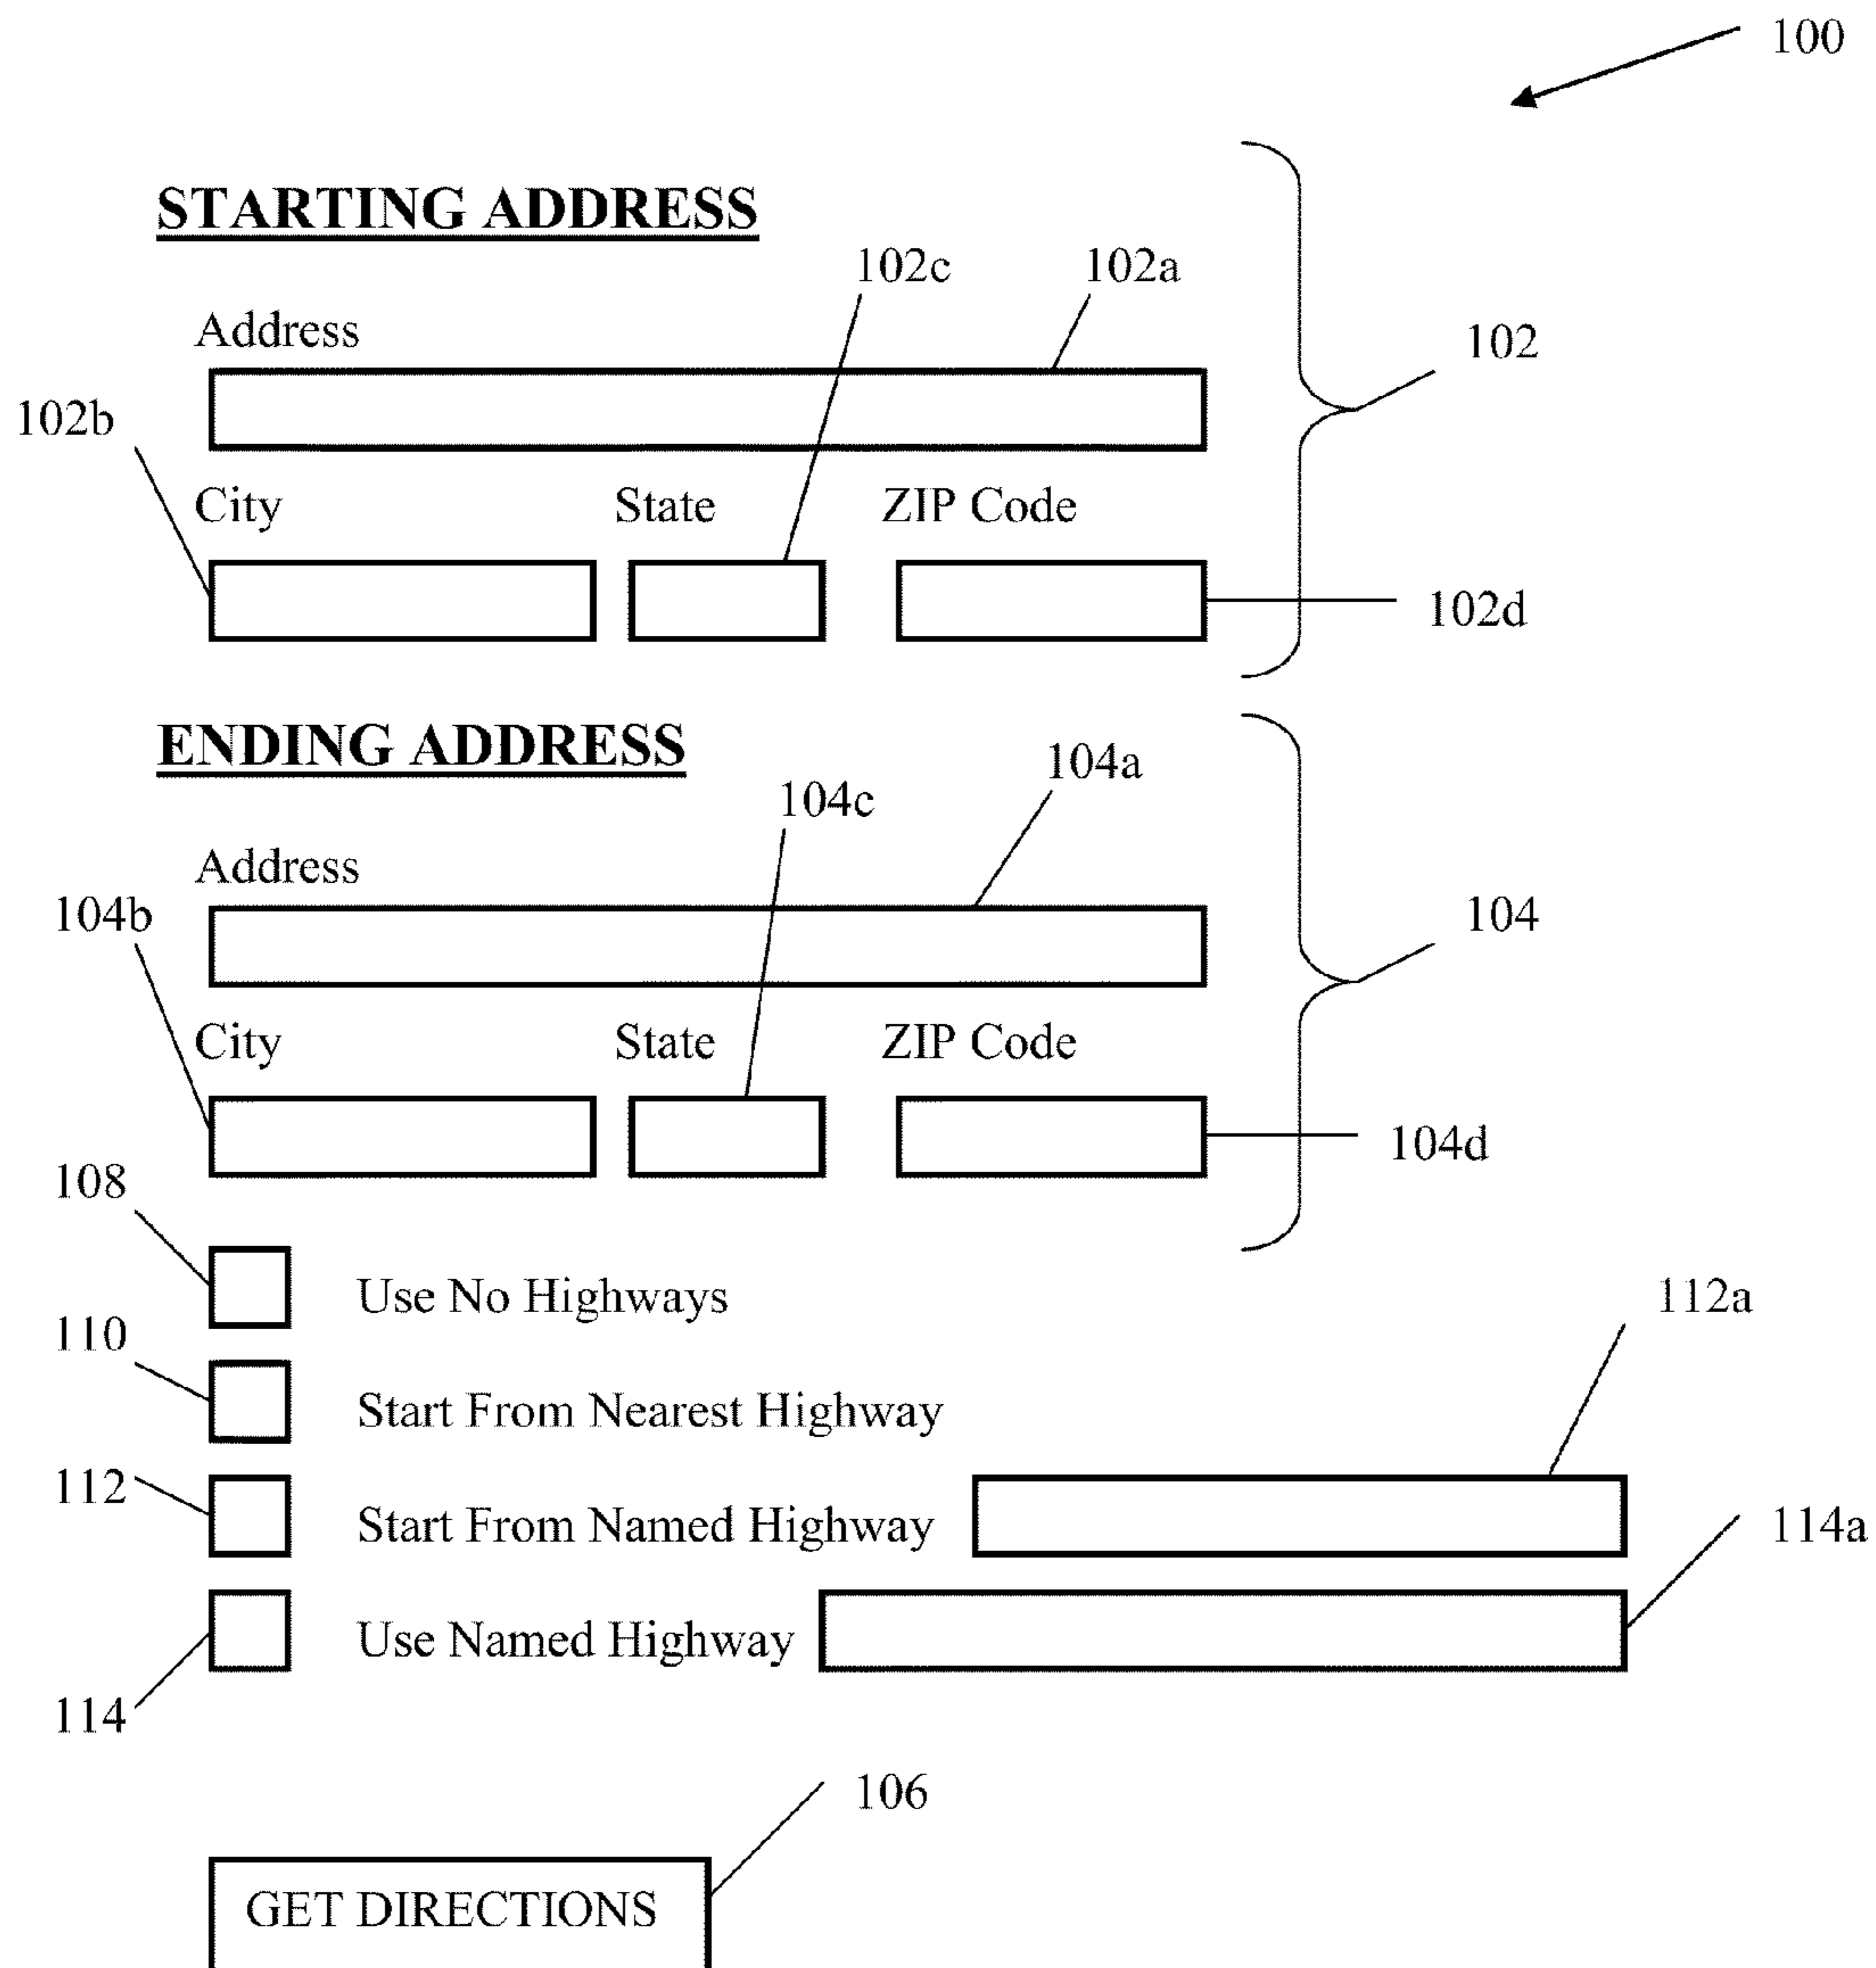 100
STARTING ADDRESS
102c 102a
Address
102
102b
City State ZIP Code
102d
ENDING ADDRESS
104a
104c
Address
104b
104
City State ZIP Code
104d
108
Use No Highways
112a
110
Start From Nearest Highway
112
Start From Named Highway
114a
Use Named Highway
114
106
GET DIRECTIONS